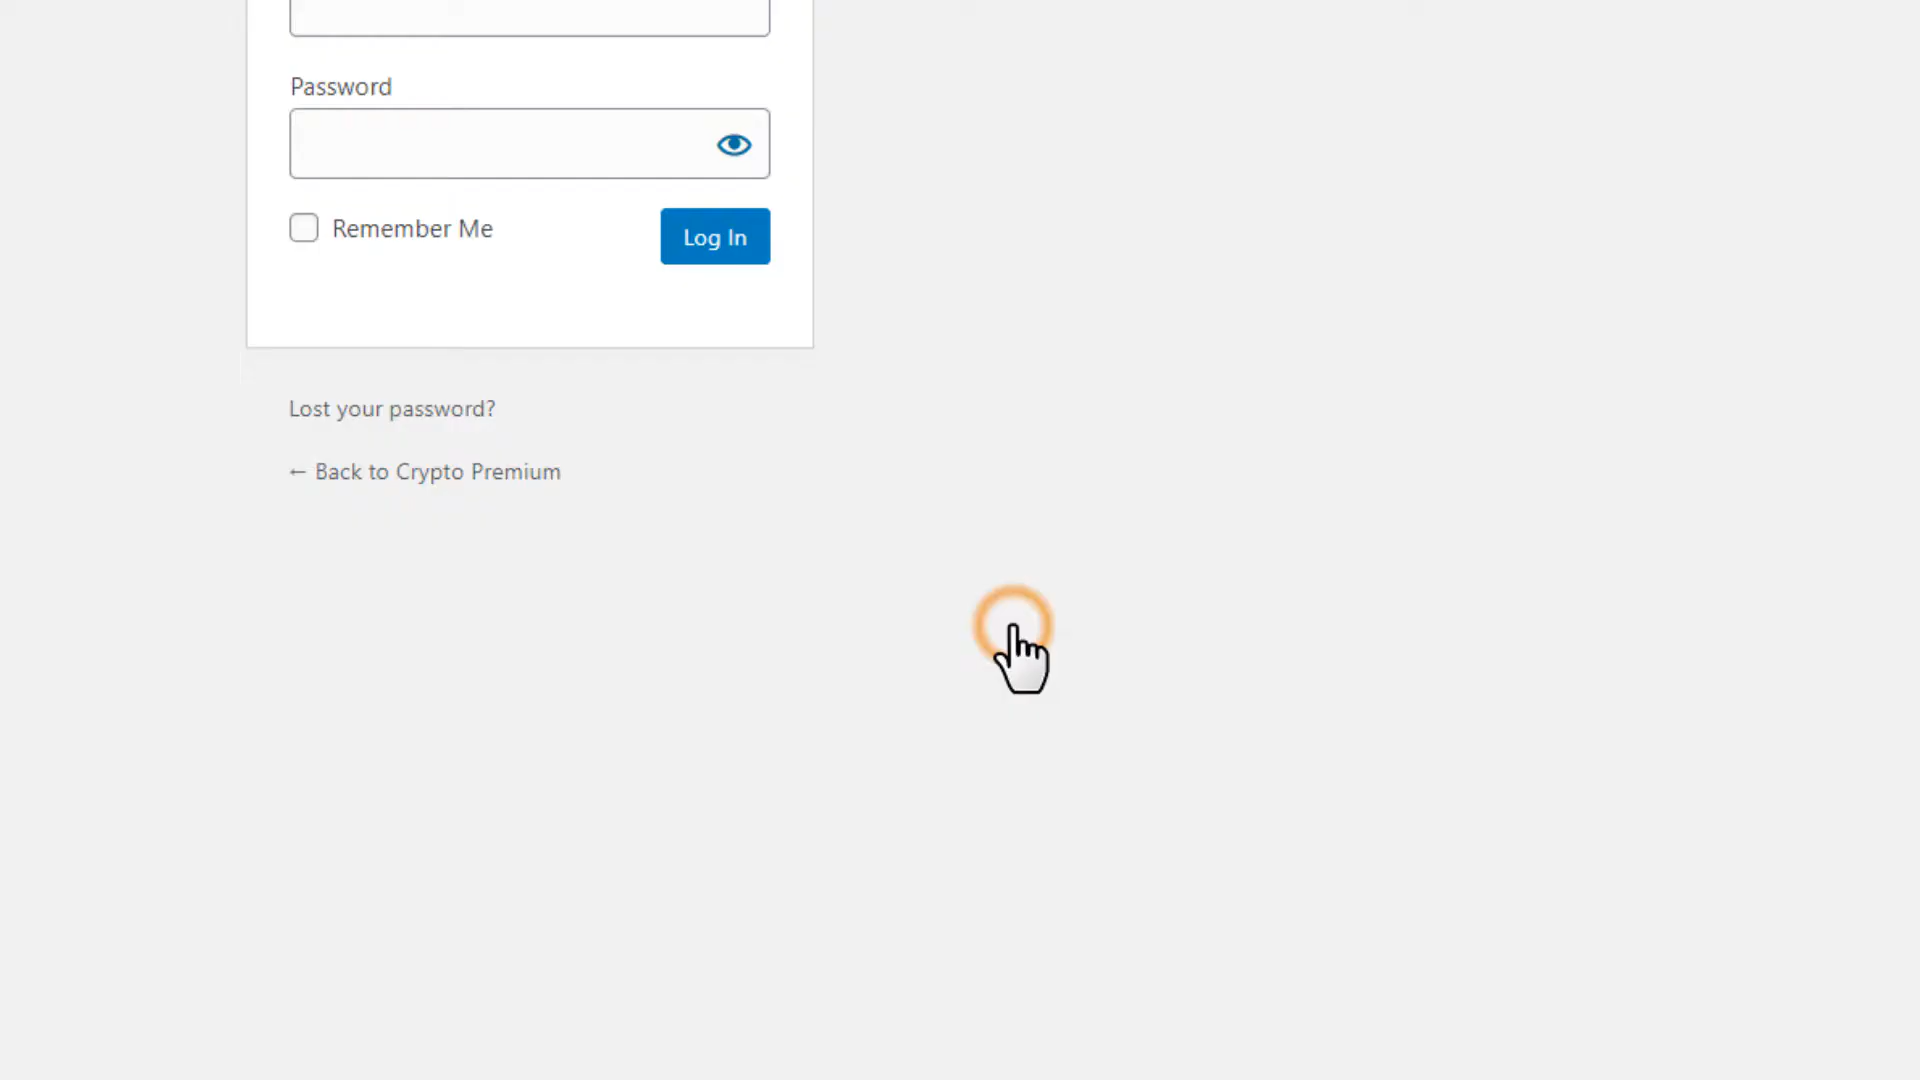 Password
Remember Me
Log In
Lost your password?
← Back to Crypto Premium